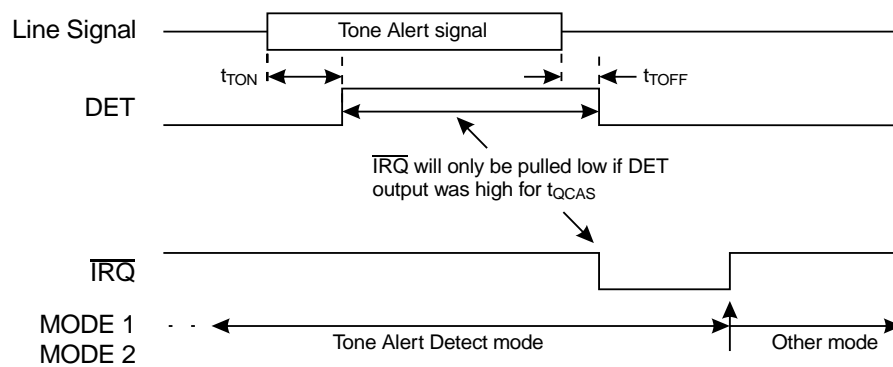 Line Signal
Tone Alert signal
tTON
tTOFF
DET
IRQ will only be pulled low if DET
output was high for tQCAS
IRQ
MODE 1
MODE 2
Tone Alert Detect mode
Other mode